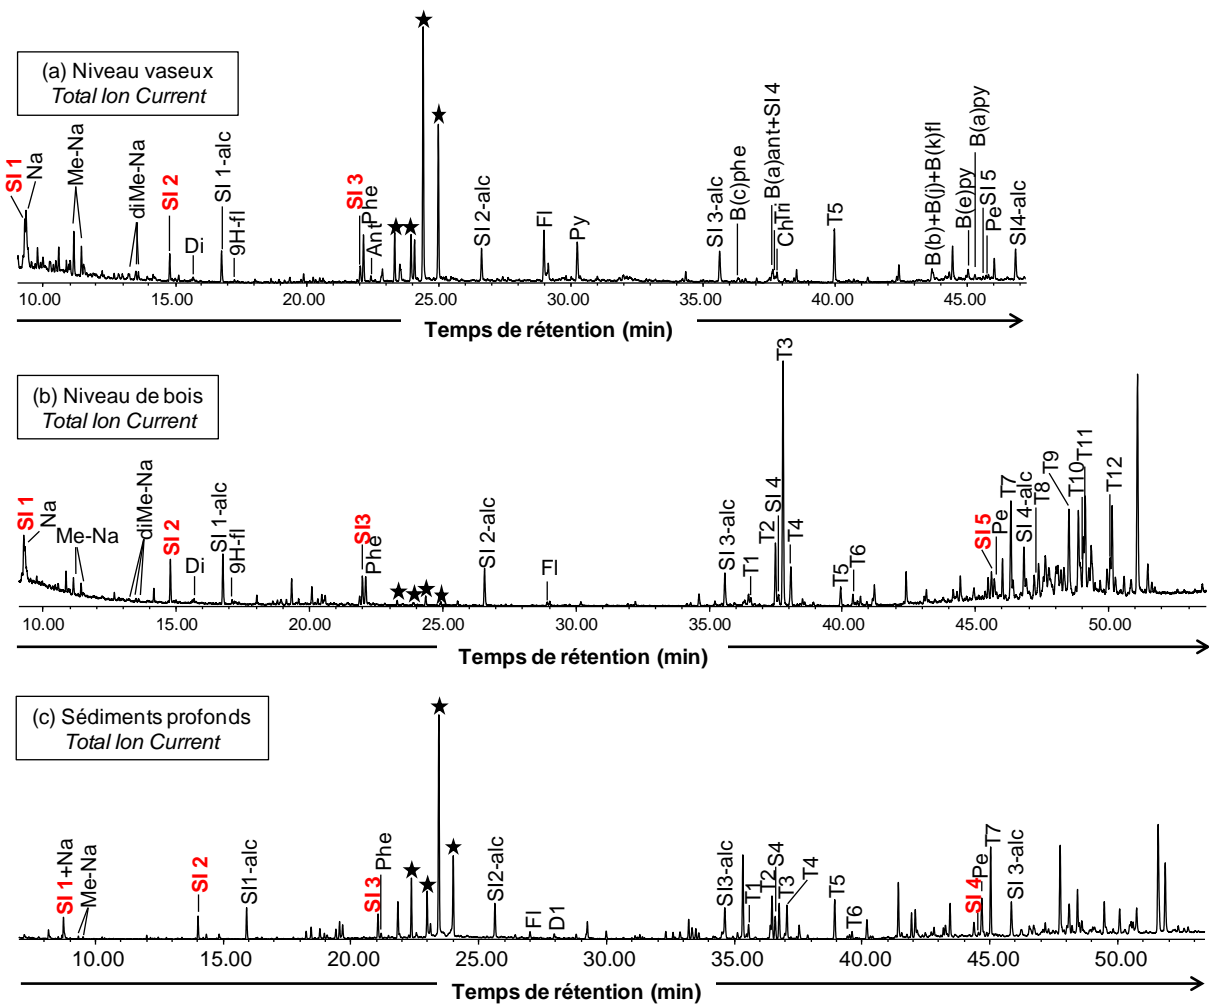 (a) Niveau vaseux
Total Ion Current
SI 1
Na
Me-Na
diMe-Na
SI 2
Di
SI 1-alc
9H-fl
SI 3
Phe
Ant
SI 2-alc
Fl
Py
SI 3-alc
B(c)phe
B(a)ant+SI 4
Tri
Ch
T5
B(b)+B(j)+B(k)fl
B(e)py
B(a)py
SI 5
Pe
SI 4-alc
10.00 15.00 20.00 25.00 30.00 35.00 40.00 45.00
Temps de rétention (min)
(b) Niveau de bois
Total Ion Current
SI 1
Na
Me-Na
diMe-Na
SI 2
Di
SI 1-alc
9H-fl
SI3
Phe
SI 2-alc
Fl
SI 3-alc
T1
T2
SI 4
T3
T4
T5
T6
SI 5
Pe
T7
SI 4-alc
T8
T9
T10
T11
T12
10.00 15.00 20.00 25.00 30.00 35.00 40.00 45.00 50.00
Temps de rétention (min)
(c) Sédiments profonds
Total Ion Current
SI 1+Na
Me-Na
SI 2
SI1-alc
SI 3
Phe
SI2-alc
Fl
D1
SI3-alc
T1
T2
S4
T3
T4
T5
T6
SI 4
Pe
T7
SI 3-alc
10.00 15.00 20.00 25.00 30.00 35.00 40.00 45.00 50.00
Temps de rétention (min)